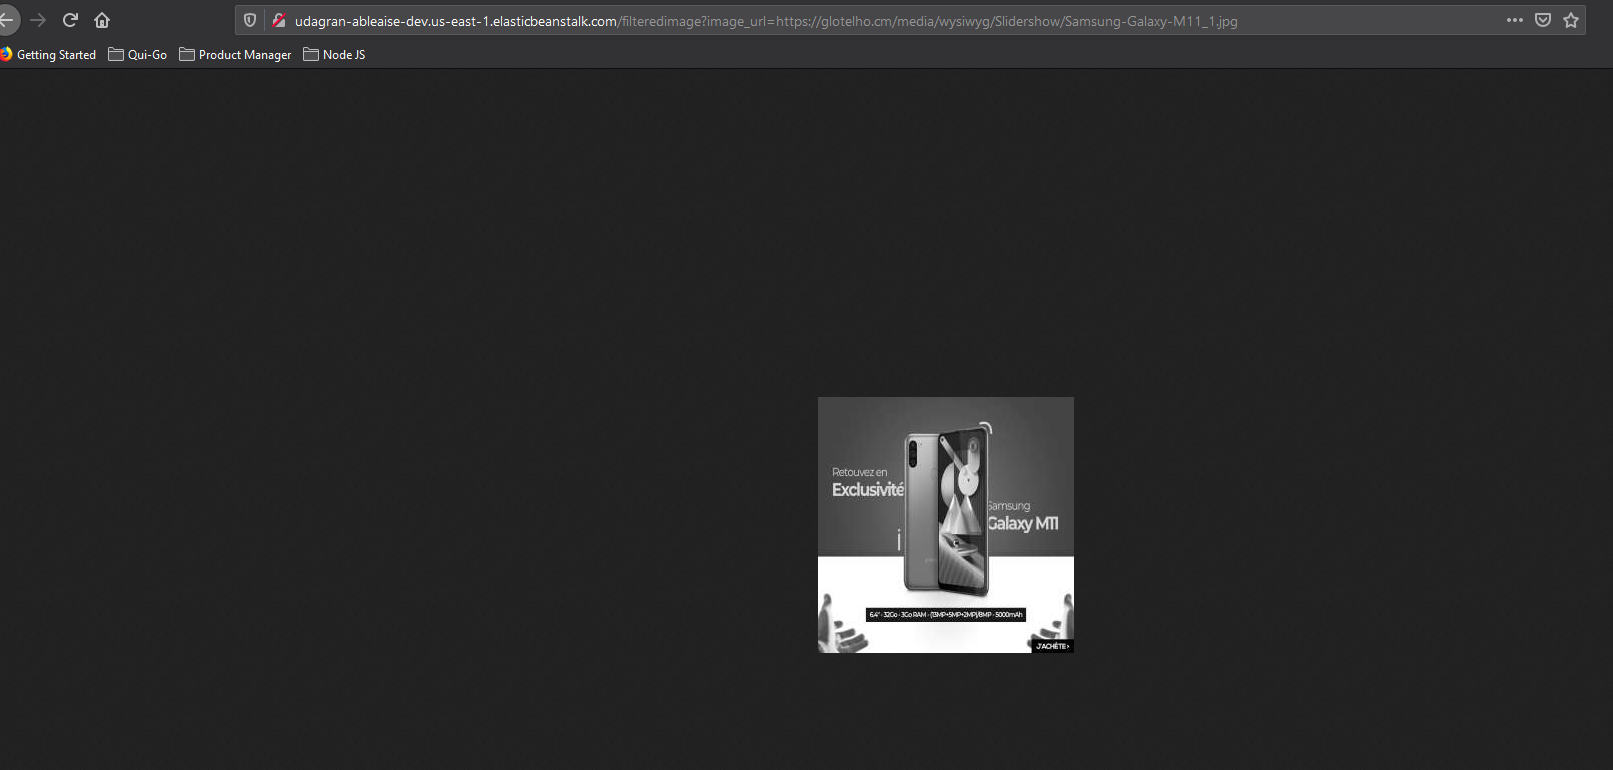 udagran-ableaise-dev.us-east-1.elasticbeanstalk.com/filteredimage?image_url=https://glotelho.cm/media/wysiwyg/Slidershow/Samsung-Galaxy-M11_1.jpg
Getting Started Qui-Go Product Manager Node JS
Retouvez en
Exclusivité
Samsung
Galaxy M11
6.4" - 32Go - 3Go RAM - (13MP+5MP+2MP)/8MP - 5000mAh
J'ACHÈTE >